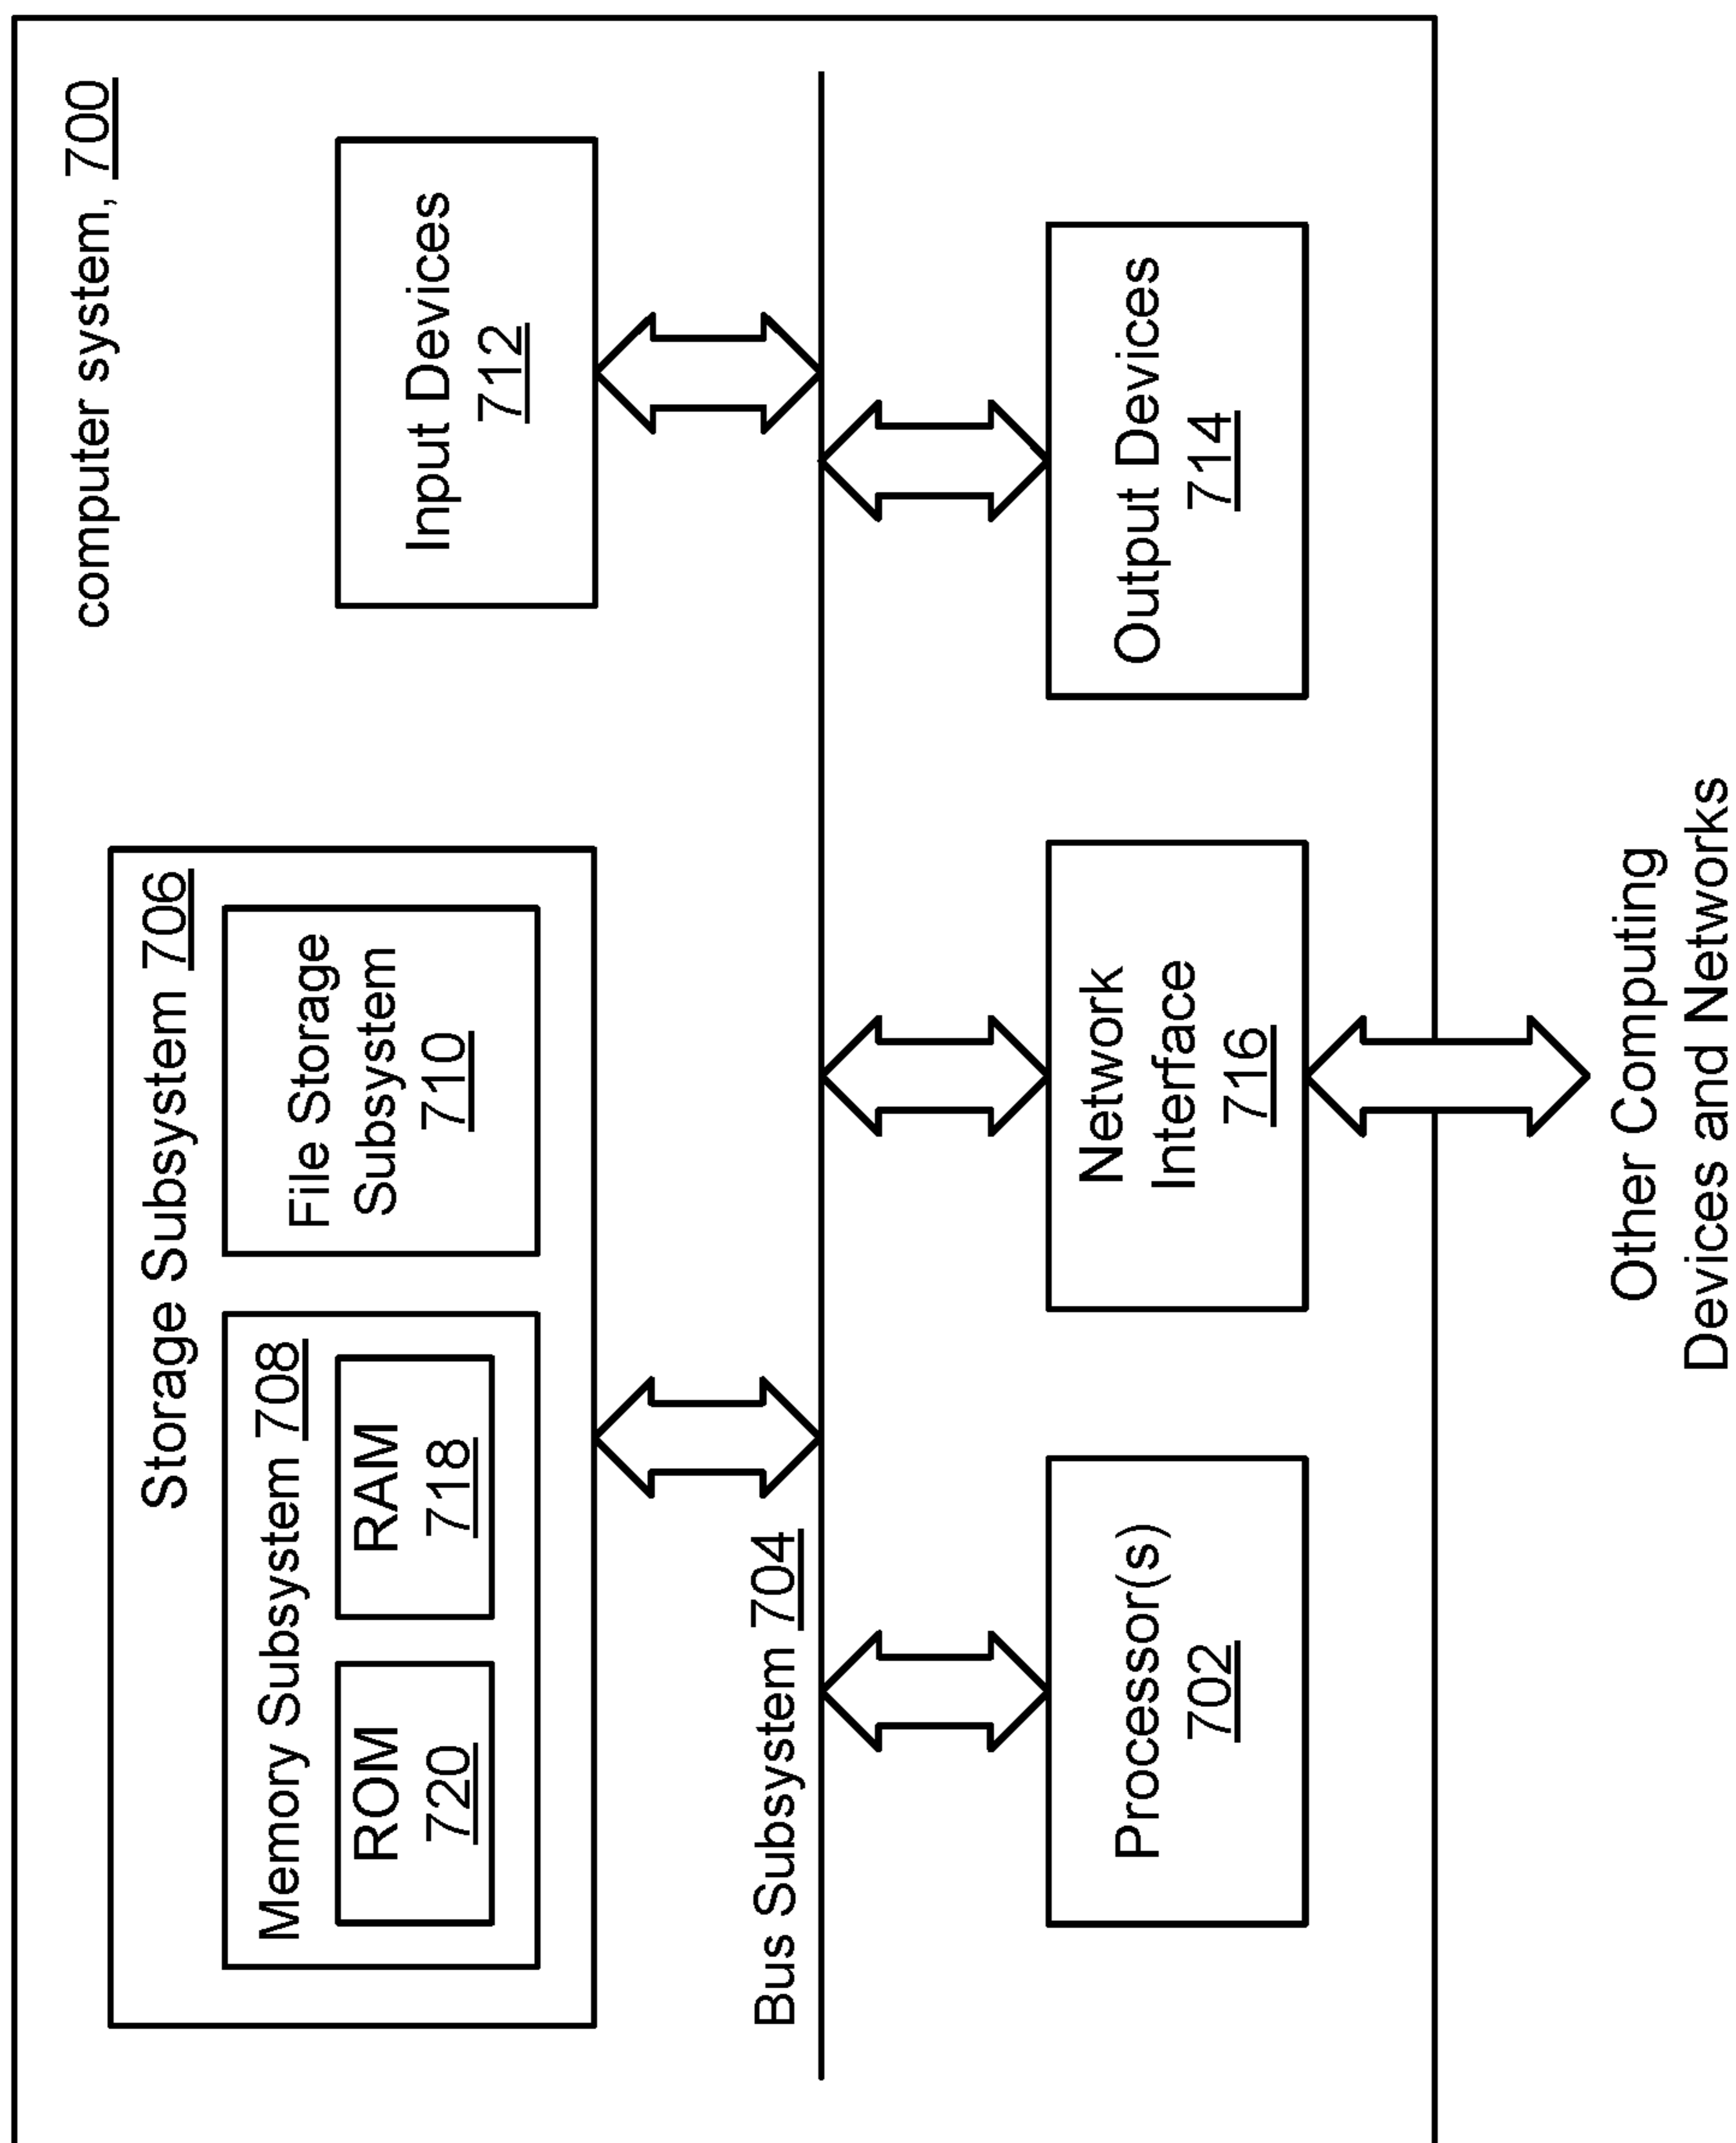 computer system, 700
Storage Subsystem 706
Memory Subsystem 708
ROM
720
RAM
718
File Storage
Subsystem
710
Input Devices
712
Bus Subsystem 704
Processor(s)
702
Network
Interface
716
Output Devices
714
Other Computing
Devices and Networks